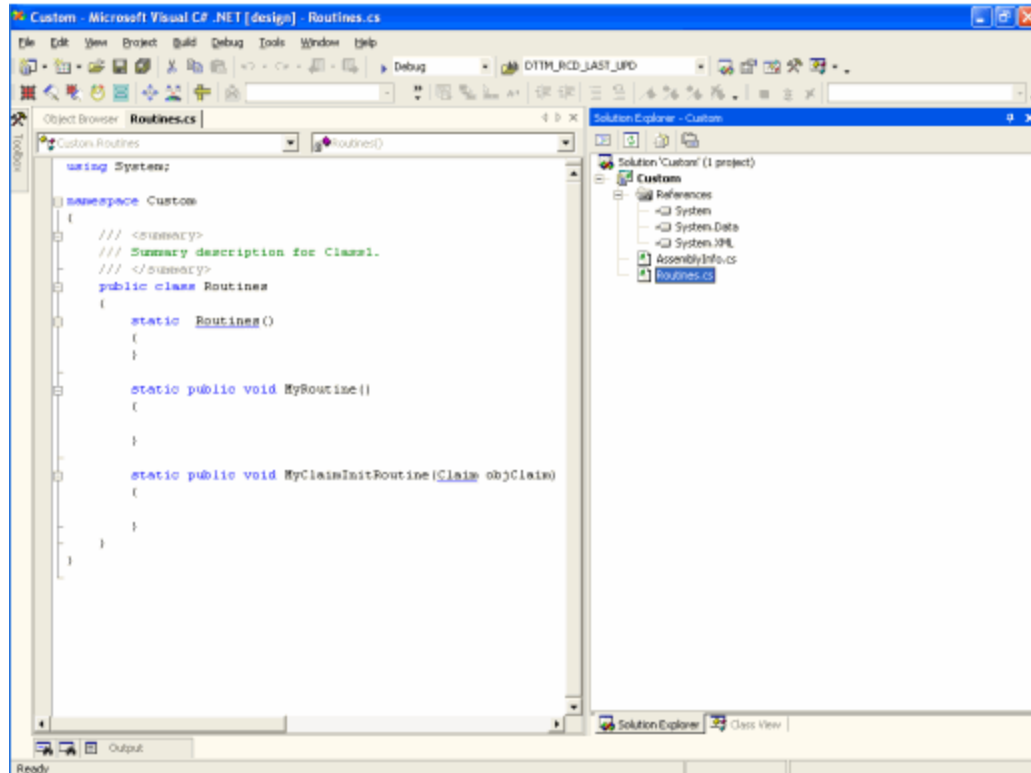 Custom - Microsoft Visual C# .NET [design] - Routines.cs
File Edit View Project Build Debug Tools Window Help
Debug DTTM_RCD_LAST_UPD
Toolbox
Object Browser Routines.cs
Custom.Routines Routines()
using System;
namespace Custom
{
/// <summary>
/// Summary description for Class1.
/// </summary>
public class Routines
{
static Routines()
{
}
static public void MyRoutine()
{
}
static public void MyClaimInitRoutine(Claim objClaim)
{
}
}
}
Solution Explorer - Custom
Solution 'Custom' (1 project)
Custom
References
System
System.Data
System.XML
AssemblyInfo.cs
Routines.cs
Solution Explorer Class View
Output
Ready